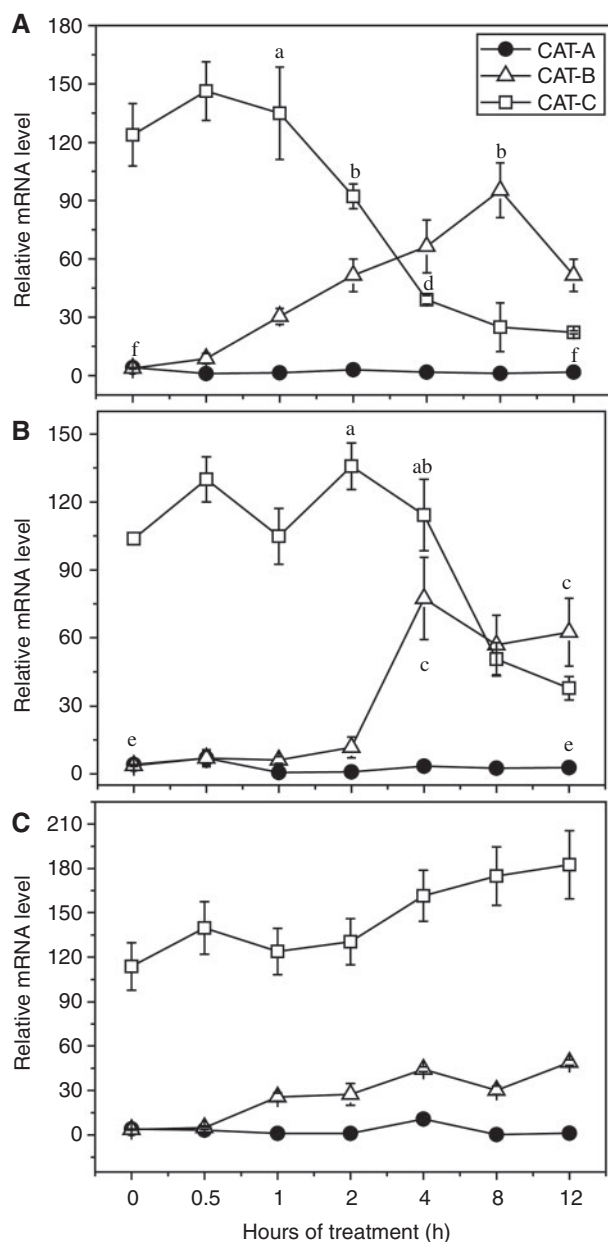 A
180
150
120
90
60
30
0
Relative mRNA level
CAT-A
CAT-B
CAT-C
a
b
b
d
f
f
B
150
120
90
60
30
0
Relative mRNA level
a
ab
c
c
e
e
C
210
180
150
120
90
60
30
0
Relative mRNA level
0 0.5 1 2 4 8 12
Hours of treatment (h)